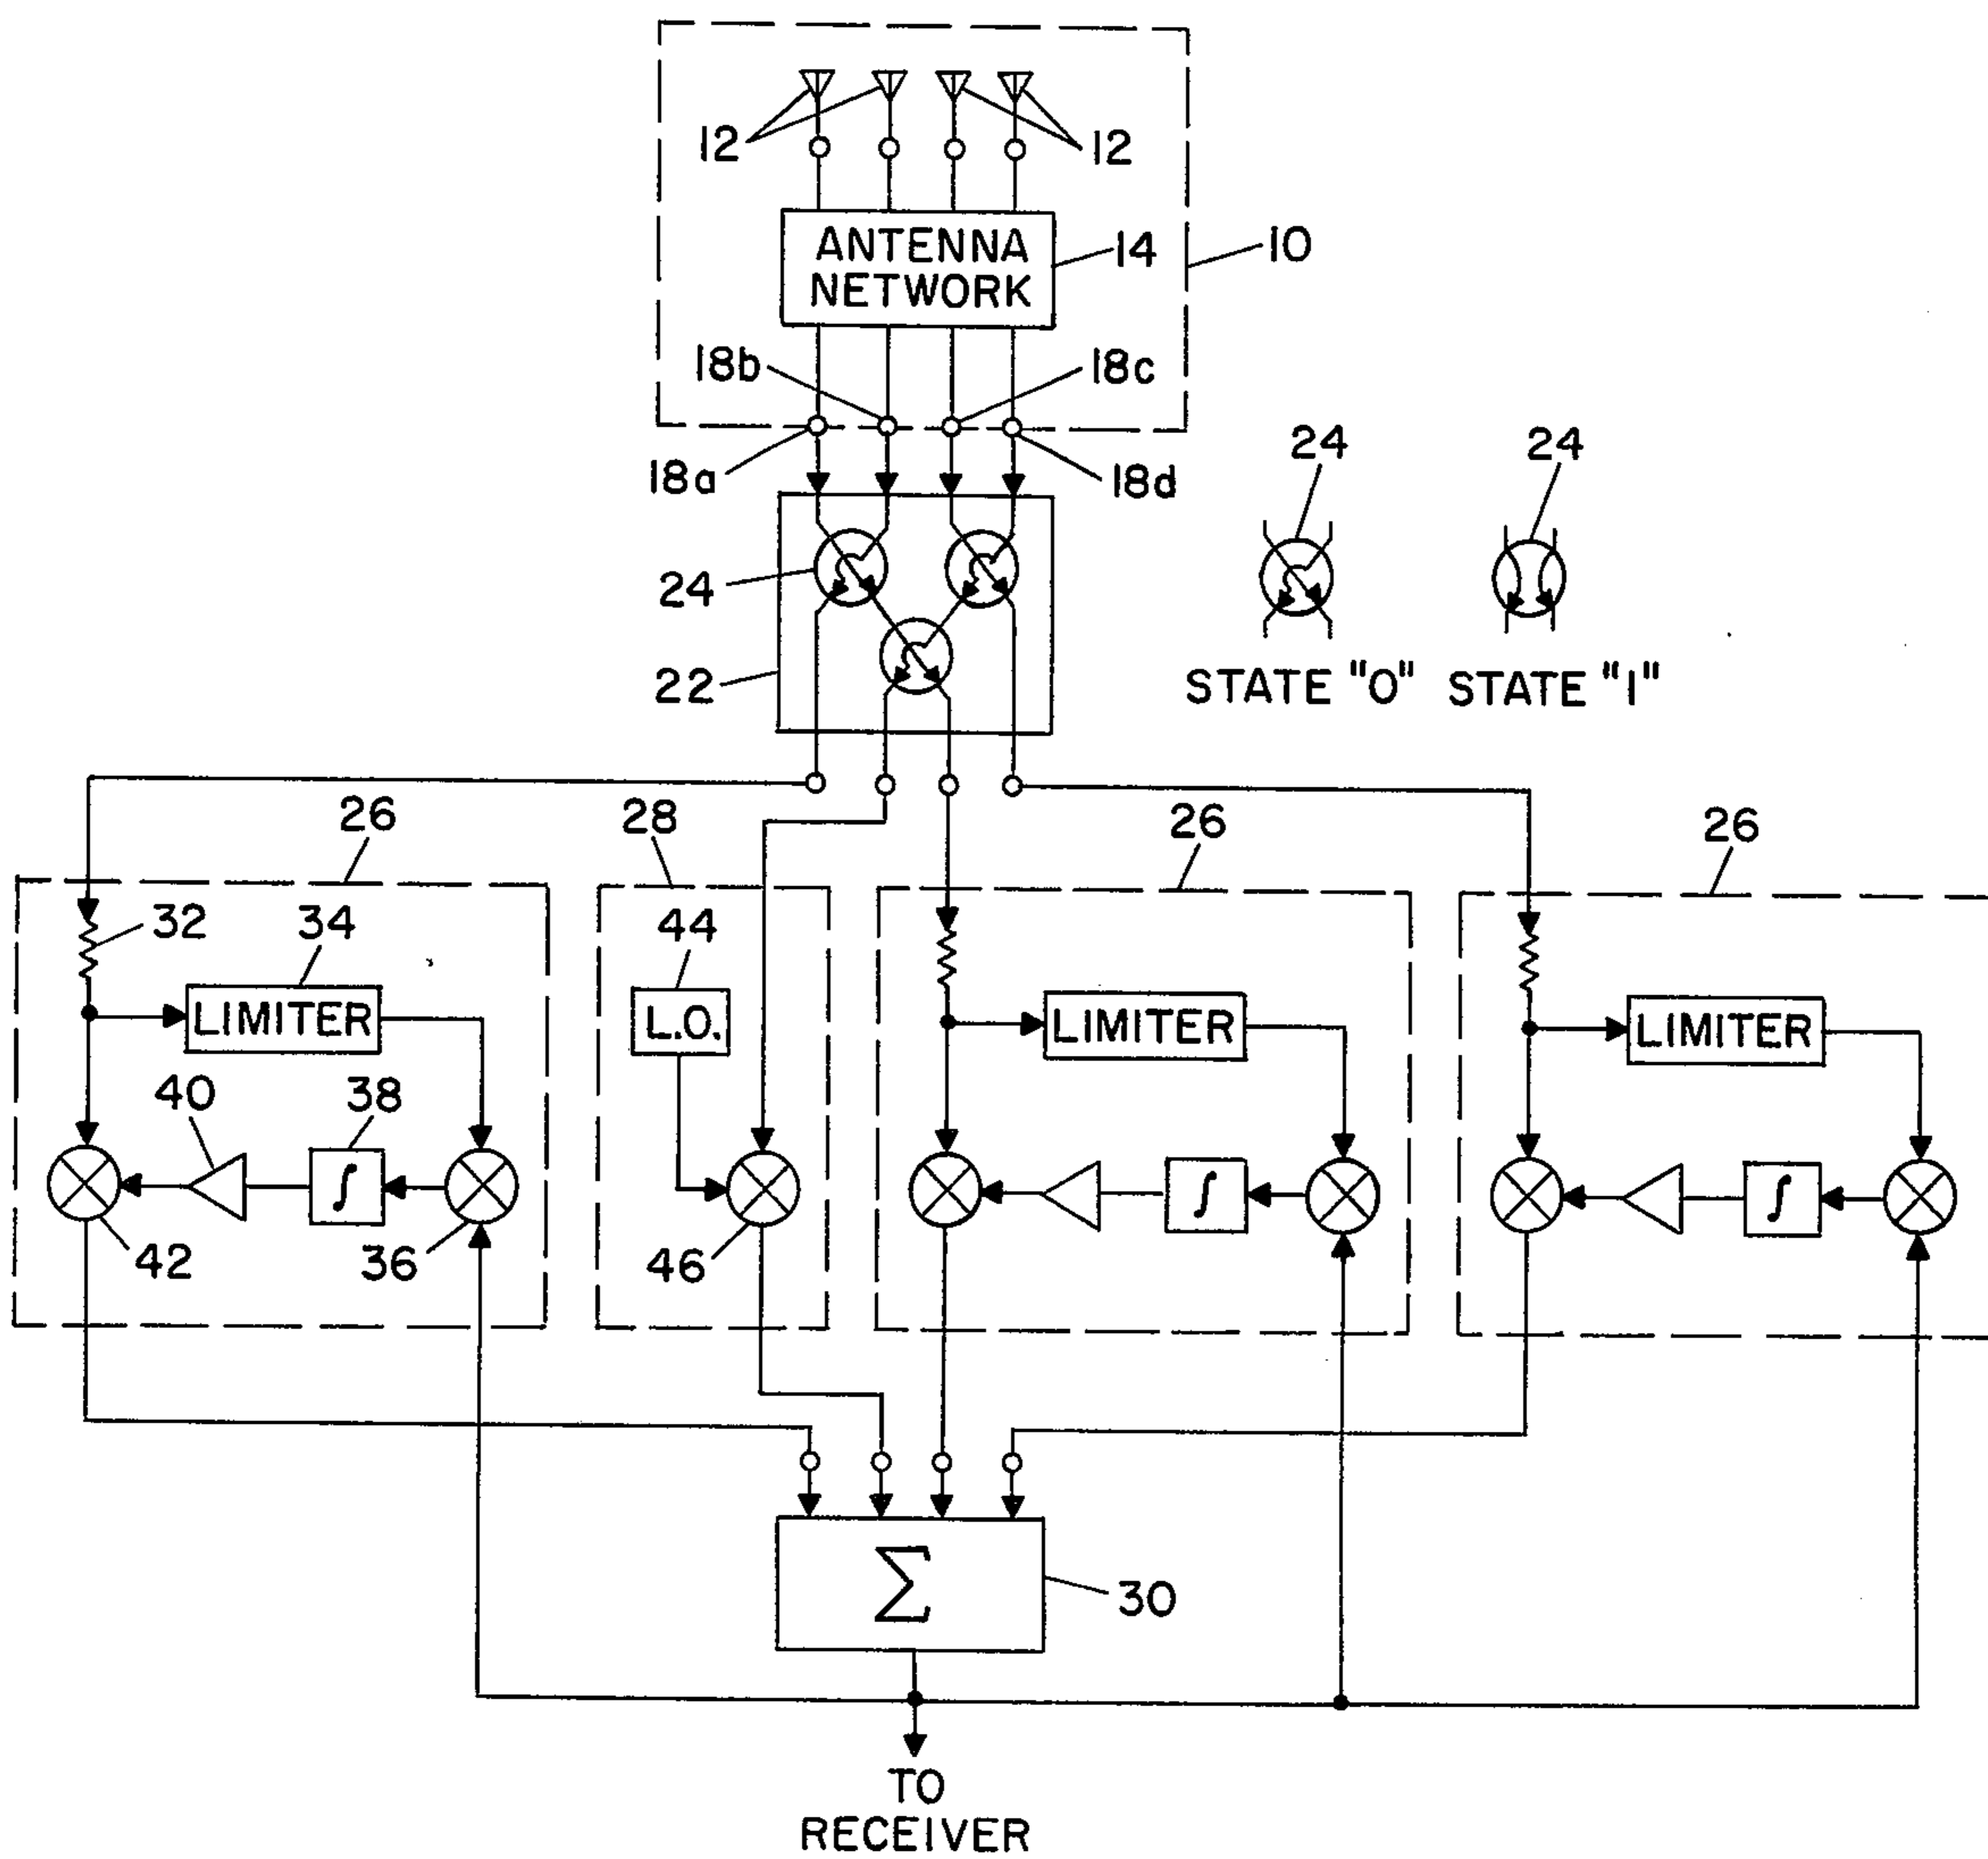 12
12
ANTENNA
NETWORK
14
10
18b
18c
18a
18d
24
24
24
22
STATE "0"
STATE "1"
26
28
26
26
32
34
LIMITER
44
L.O.
LIMITER
LIMITER
40
38
∫
∫
∫
42
36
46
Σ
30
TO
RECEIVER